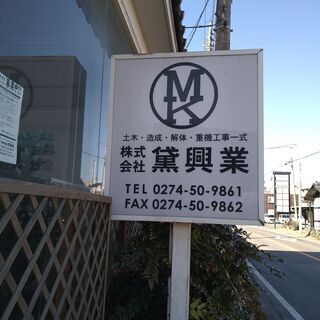 MK
土木・造成・解体・重機工事一式
株式会社 黛興業
TEL 0274-50-9861
FAX 0274-50-9862